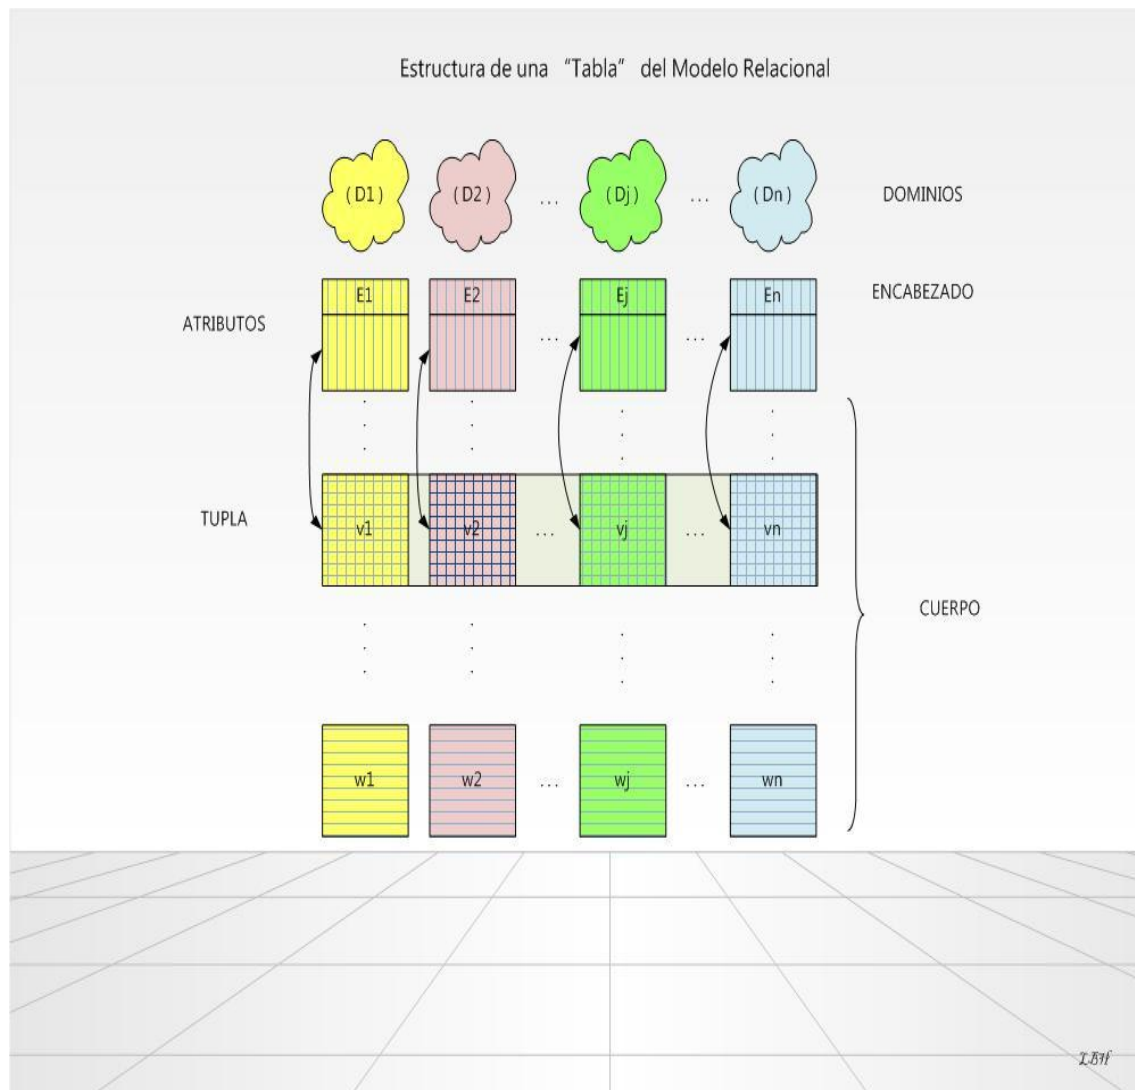 Estructura de una “Tabla” del Modelo Relacional
(D1) (D2) ... (Dj) ... (Dn) DOMINIOS
E1 E2 Ej En ENCABEZADO
ATRIBUTOS ... ...
TUPLA v1 v2 ... vj ... vn
CUERPO
w1 w2 ... wj ... wn
LBH